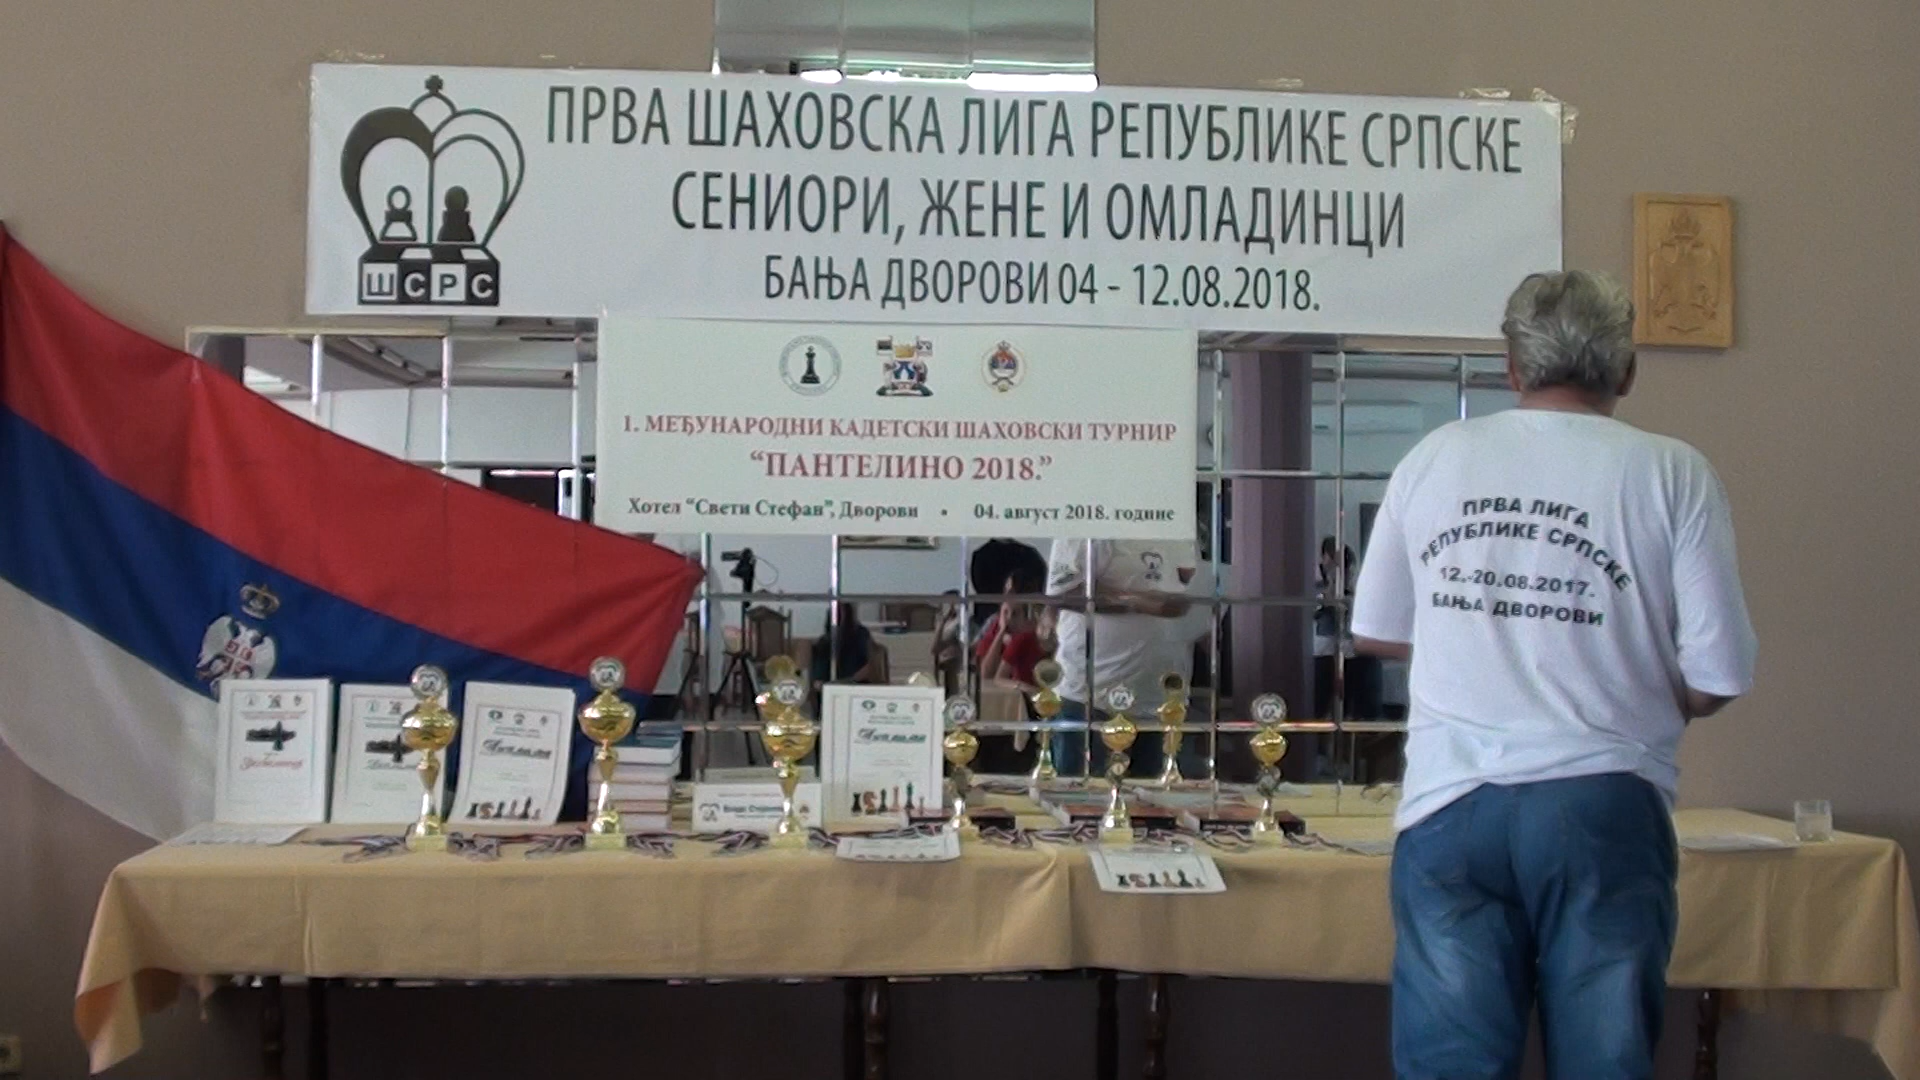 ПРВА ШАХОВСКА ЛИГА РЕПУБЛИКЕ СРПСКЕ
СЕНИОРИ, ЖЕНЕ И ОМЛАДИНЦИ
БАЊА ДВОРОВИ 04 - 12.08.2018.
ШСРС
1. МЕЂУНАРОДНИ КАДЕТСКИ ШАХОВСКИ ТУРНИР
“ПАНТЕЛИНО 2018.”
Хотел “Свети Стефан”, Дворови • 04. август 2018. године
ПРВА ЛИГА
РЕПУБЛИКЕ СРПСКЕ
12.-20.08.2017.
БАЊА ДВОРОВИ